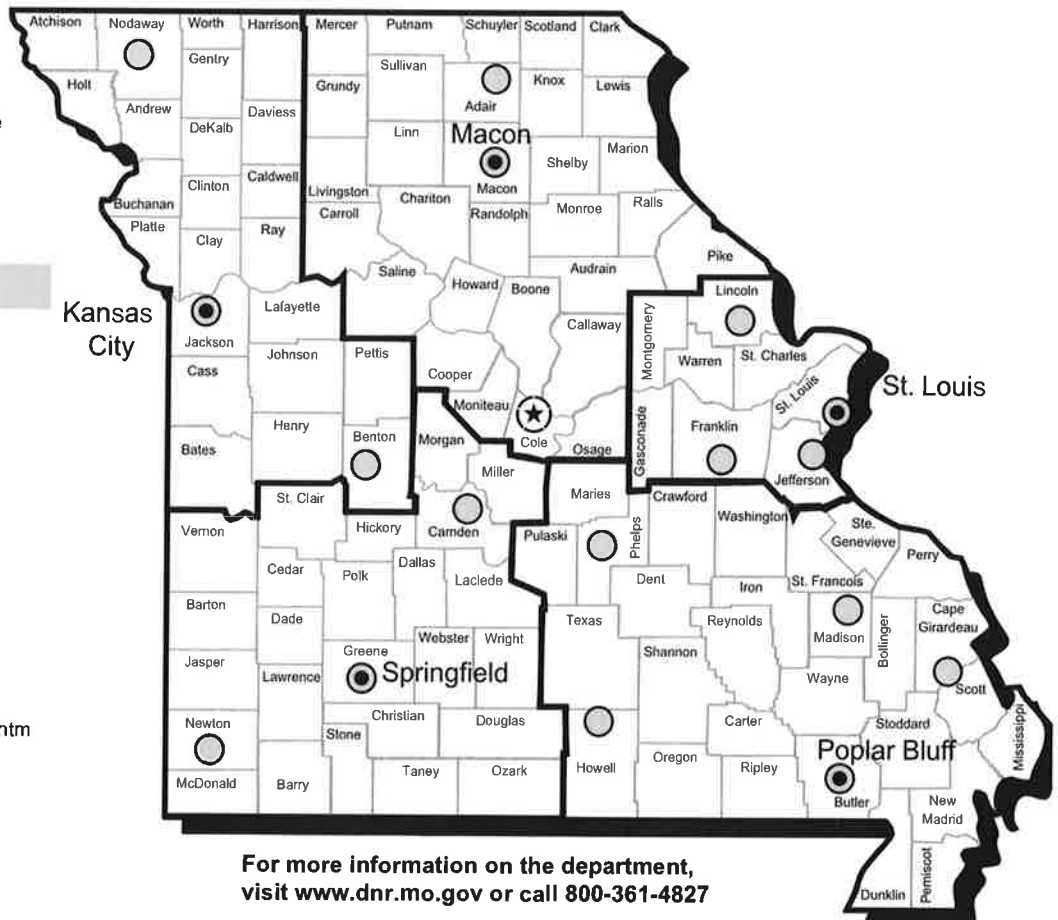 Atchison Nodaway Worth Harrison Mercer Putnam Schuyler Scotland Clark
Gentry Sullivan
Holt Grundy Adair Knox Lewis
Andrew Daviess
DeKalb Linn Macon Marion
Shelby
Clinton Caldwell Livingston Macon
Buchanan Chariton Randolph Monroe Ralls
Platte Carroll
Clay Ray Pike
Saline Audrain
Howard Boone Lincoln
Kansas
City
Lafayette Callaway Montgomery
Jackson
Johnson Pettis Warren St. Charles
Cass Cooper St. Louis St. Louis
Moniteau
Henry Benton Morgan Cole Osage Gasconade Franklin
Bates Miller Jefferson
St. Clair Maries Crawford
Vernon Hickory Camden Pulaski Phelps Washington Ste.
Genevieve Perry
Cedar Polk Dallas Laclede Dent Iron St. Francois
Barton Dade Texas Reynolds Madison Bollinger Cape
Girardeau
Webster Wright
Jasper Greene Shannon
Lawrence Springfield Wayne Scott
Newton Christian Douglas Carter Stoddard Mississippi
htm
Stone Poplar Bluff
McDonald Barry Taney Ozark Howell Oregon Ripley Butler
New
Madrid
Dunklin Pemiscot
For more information on the department,
visit www.dnr.mo.gov or call 800-361-4827